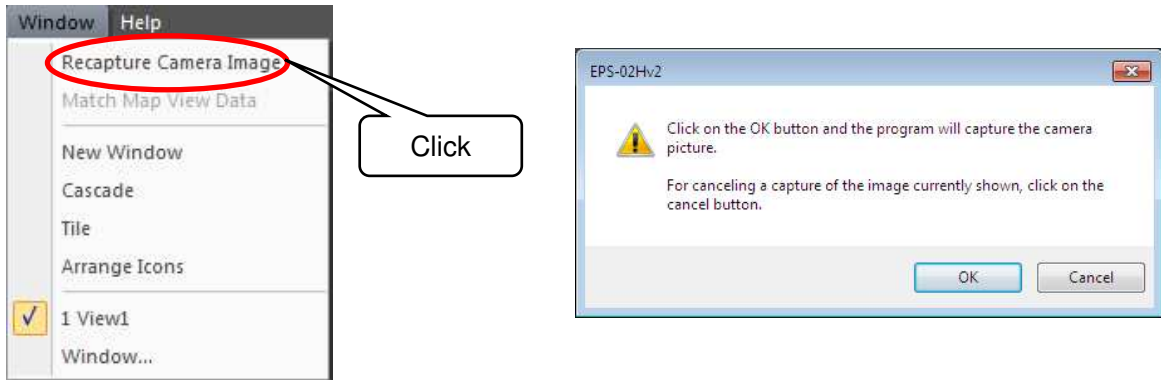 Window Help
Recapture Camera Image
Match Map View Data
New Window
Cascade
Tile
Arrange Icons
1 View1
Window...
Click
EPS-02Hv2
Click on the OK button and the program will capture the camera
picture.
For canceling a capture of the image currently shown, click on the
cancel button.
OK Cancel